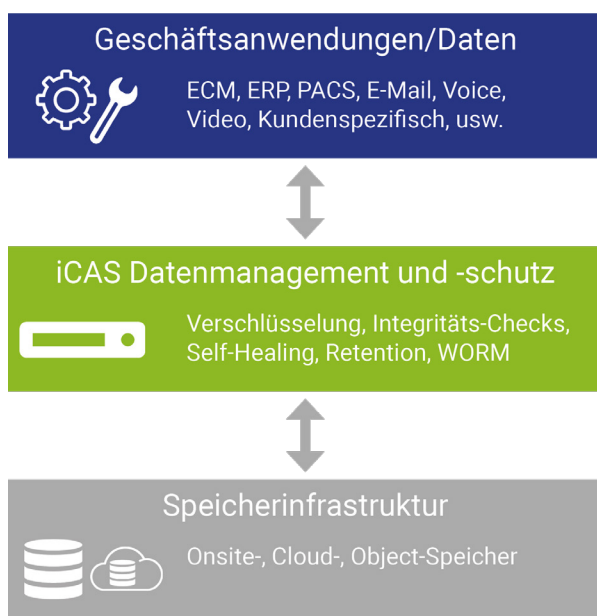 Geschäftsanwendungen/Daten
ECM, ERP, PACS, E-Mail, Voice,
Video, Kundenspezifisch, usw.
iCAS Datenmanagement und -schutz
Verschlüsselung, Integritäts-Checks,
Self-Healing, Retention, WORM
Speicherinfrastruktur
Onsite-, Cloud-, Object-Speicher